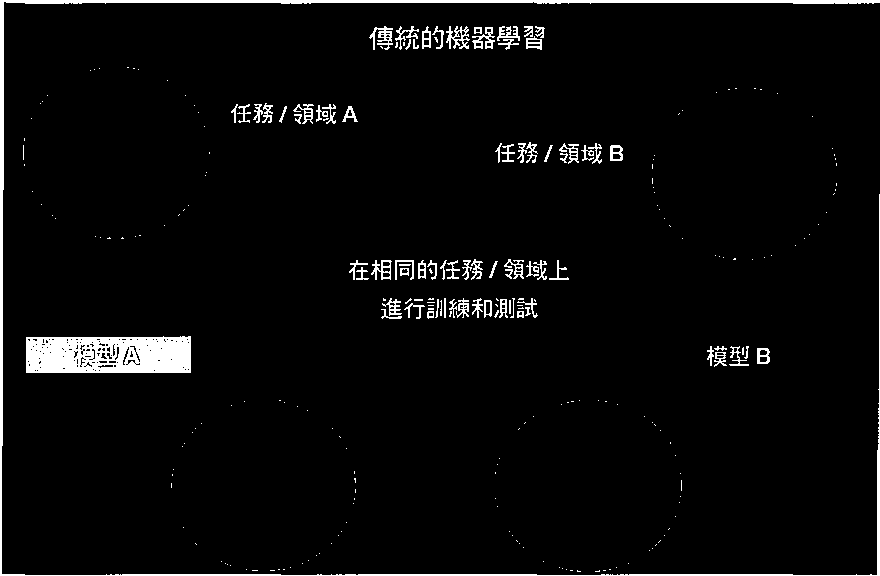 傳統的機器學習
任務 / 領域 A
任務 / 領域 B
在相同的任務 / 領域上
進行訓練和測試
模型 A
模型 B